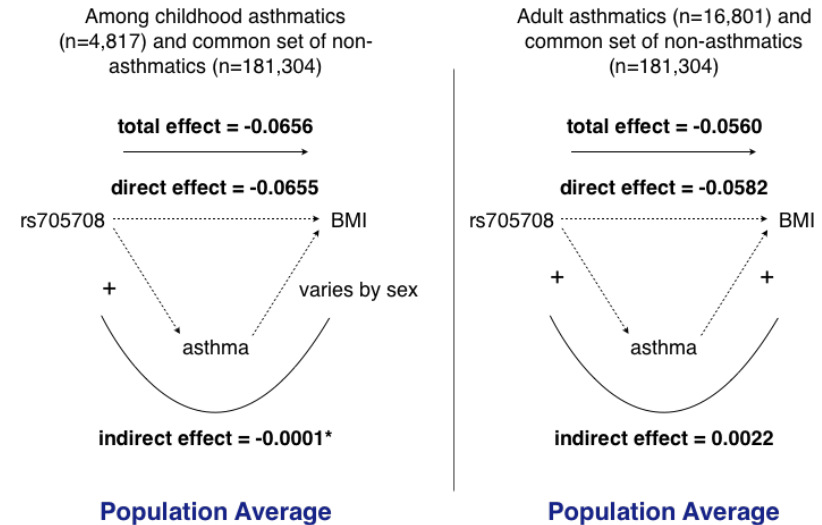 Among childhood asthmatics
(n=4,817) and common set of non-
asthmatics (n=181,304)
total effect = -0.0656
direct effect = -0.0655
rs705708
BMI
+
varies by sex
asthma
indirect effect = -0.0001*
Population Average
Adult asthmatics (n=16,801) and
common set of non-asthmatics
(n=181,304)
total effect = -0.0560
direct effect = -0.0582
rs705708
BMI
+
+
asthma
indirect effect = 0.0022
Population Average